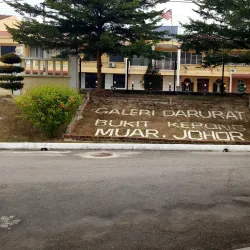 GALERI DARURAT
BUKIT KEPONG
MUAR, JOHOR